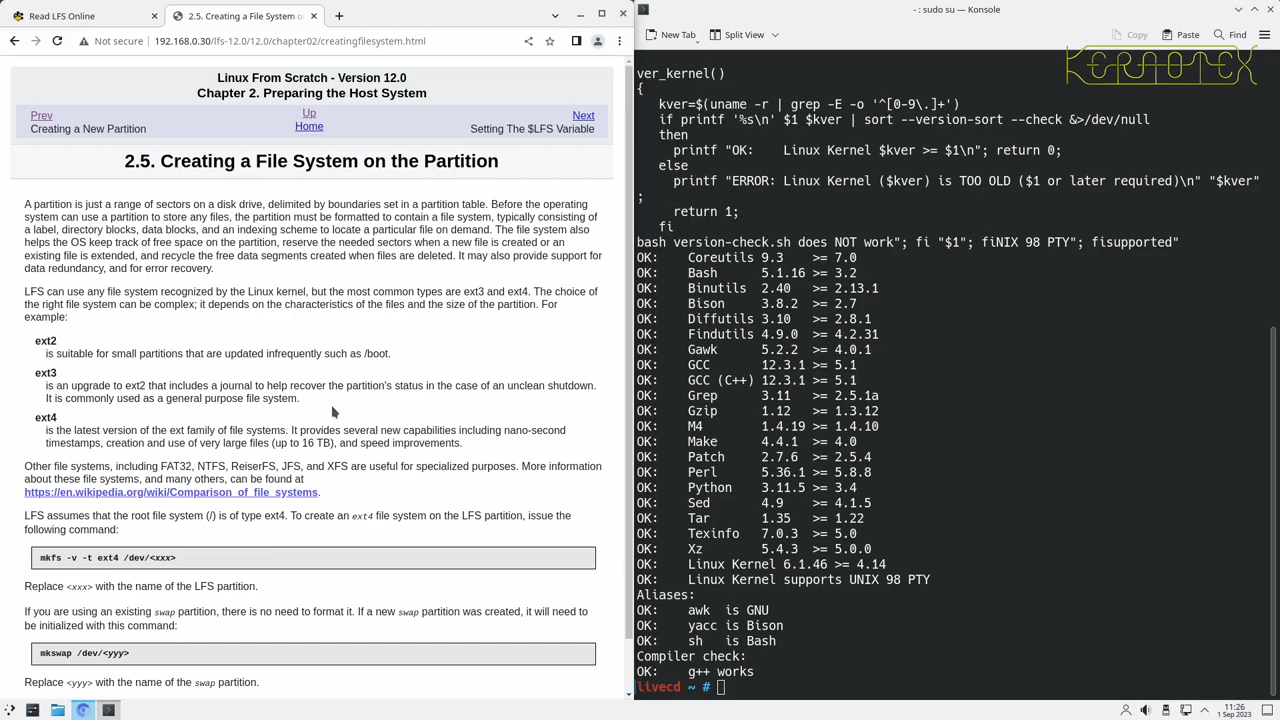 Read LFS Online
2.5. Creating a File System o
Not secure
192.168.0.30/lfs-12.0/12.0/chapter02/creatingfilesystem.html
Linux From Scratch - Version 12.0
Chapter 2. Preparing the Host System
Prev
Up
Next
Creating a New Partition
Home
Setting The $LFS Variable
2.5. Creating a File System on the Partition
A partition is just a range of sectors on a disk drive, delimited by boundaries set in a partition table. Before the operating
system can use a partition to store any files, the partition must be formatted to contain a file system, typically consisting of
a label, directory blocks, data blocks, and an indexing scheme to locate a particular file on demand. The file system also
helps the OS keep track of free space on the partition, reserve the needed sectors when a new file is created or an
existing file is extended, and recycle the free data segments created when files are deleted. It may also provide support for
data redundancy, and for error recovery.
LFS can use any file system recognized by the Linux kernel, but the most common types are ext3 and ext4. The choice of
the right file system can be complex; it depends on the characteristics of the files and the size of the partition. For
example:
ext2
is suitable for small partitions that are updated infrequently such as /boot.
ext3
is an upgrade to ext2 that includes a journal to help recover the partition's status in the case of an unclean shutdown.
It is commonly used as a general purpose file system.
ext4
is the latest version of the ext family of file systems. It provides several new capabilities including nano-second
timestamps, creation and use of very large files (up to 16 TB), and speed improvements.
Other file systems, including FAT32, NTFS, ReiserFS, JFS, and XFS are useful for specialized purposes. More information
about these file systems, and many others, can be found at
https://en.wikipedia.org/wiki/Comparison_of_file_systems.
LFS assumes that the root file system (/) is of type ext4. To create an ext4 file system on the LFS partition, issue the
following command:
mkfs -v -t ext4 /dev/<xxx>
Replace <xxx> with the name of the LFS partition.
If you are using an existing swap partition, there is no need to format it. If a new swap partition was created, it will need to
be initialized with this command:
mkswap /dev/<yyy>
Replace <yyy> with the name of the swap partition.
- : sudo su — Konsole
New Tab
Split View
Copy
Paste
Find
KERNOTEX
ver_kernel()
{
kver=$(uname -r | grep -E -o '^[0-9\.]+')
if printf '%s\n' $1 $kver | sort --version-sort --check &>/dev/null
then
printf "OK:    Linux Kernel $kver >= $1\n"; return 0;
else
printf "ERROR: Linux Kernel ($kver) is TOO OLD ($1 or later required)\n" "$kver"
;
return 1;
fi
bash version-check.sh does NOT work"; fi "$1"; fiNIX 98 PTY"; fisupported"
OK:    Coreutils 9.3    >= 7.0
OK:    Bash      5.1.16 >= 3.2
OK:    Binutils  2.40   >= 2.13.1
OK:    Bison     3.8.2  >= 2.7
OK:    Diffutils 3.10   >= 2.8.1
OK:    Findutils 4.9.0  >= 4.2.31
OK:    Gawk      5.2.2  >= 4.0.1
OK:    GCC       12.3.1 >= 5.1
OK:    GCC (C++) 12.3.1 >= 5.1
OK:    Grep      3.11   >= 2.5.1a
OK:    Gzip      1.12   >= 1.3.12
OK:    M4        1.4.19 >= 1.4.10
OK:    Make      4.4.1  >= 4.0
OK:    Patch     2.7.6  >= 2.5.4
OK:    Perl      5.36.1 >= 5.8.8
OK:    Python    3.11.5 >= 3.4
OK:    Sed       4.9    >= 4.1.5
OK:    Tar       1.35   >= 1.22
OK:    Texinfo   7.0.3  >= 5.0
OK:    Xz        5.4.3  >= 5.0.0
OK:    Linux Kernel 6.1.46 >= 4.14
OK:    Linux Kernel supports UNIX 98 PTY
Aliases:
OK:    awk  is GNU
OK:    yacc is Bison
OK:    sh   is Bash
Compiler check:
OK:    g++ works
livecd ~ #
11:26
1 Sep 2023